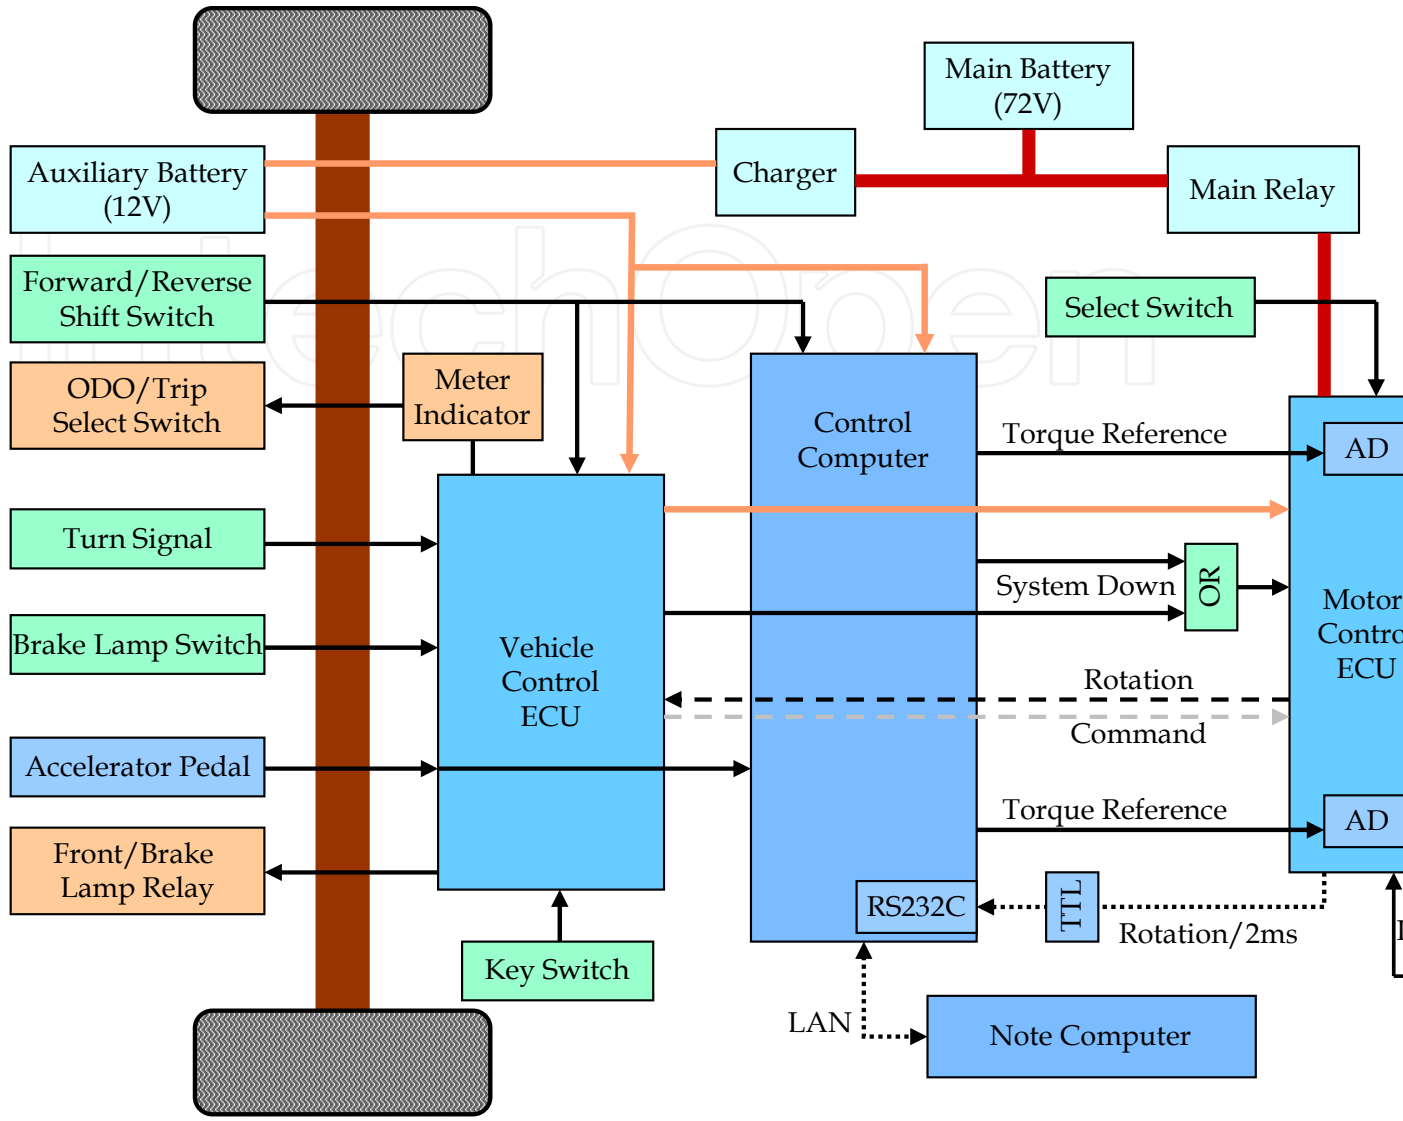 Main Battery
(72V)
Auxiliary Battery
(12V)
Charger
Main Relay
IntechOpen
Forward/Reverse
Shift Switch
Select Switch
ODO/Trip
Select Switch
Meter
Indicator
Control
Computer
Torque Reference
AD
Turn Signal
System Down
OR
Brake Lamp Switch
Vehicle
Control
ECU
Motor
Contro
ECU
Rotation
Command
Accelerator Pedal
Torque Reference
AD
Front/Brake
Lamp Relay
RS232C
TTL
Rotation/2ms
Key Switch
LAN
Note Computer